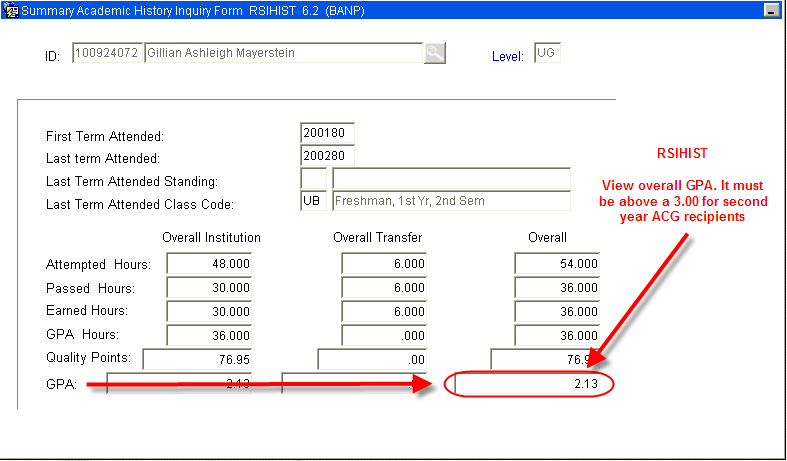 Summary Academic History Inquiry Form RSIHIST 6.2 (BANP)
ID: 100924072 Gillian Ashleigh Mayerstein Level: UG
First Term Attended: 200180
Last term Attended: 200280
Last Term Attended Standing:
Last Term Attended Class Code: UB Freshman, 1st Yr, 2nd Sem
RSIHIST
View overall GPA. It must
be above a 3.00 for second
year ACG recipients
Overall Institution Overall Transfer Overall
Attempted Hours: 48.000 6.000 54.000
Passed Hours: 30.000 6.000 36.000
Earned Hours: 30.000 6.000 36.000
GPA Hours: 36.000 .000 36.000
Quality Points: 76.95 .00
GPA: 2.13 2.13